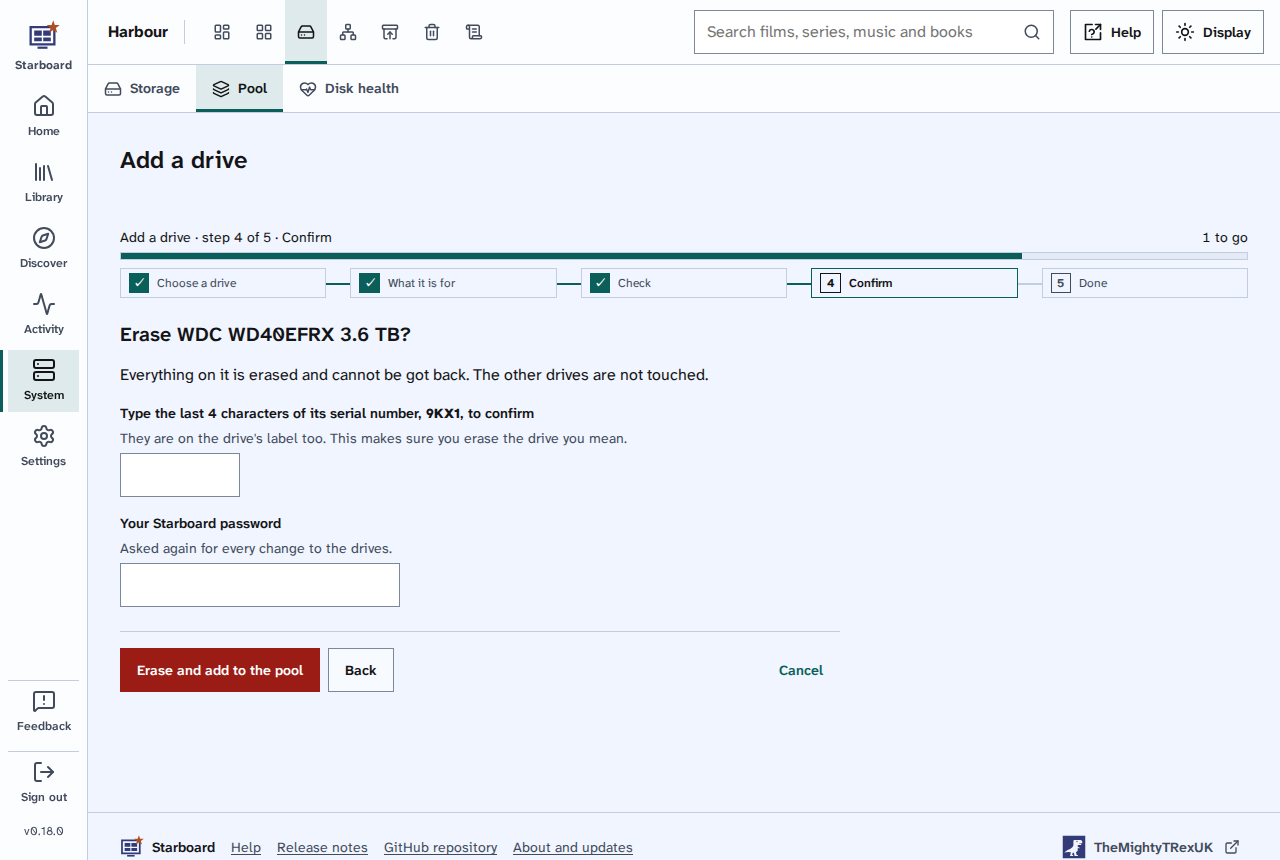 Starboard
Home
Library
Discover
Activity
System
Settings
Feedback
Sign out
v0.18.0
Harbour
Search films, series, music and books
Help
Display
Storage
Pool
Disk health
Add a drive
Add a drive · step 4 of 5 · Confirm
1 to go
✓ Choose a drive
✓ What it is for
✓ Check
4 Confirm
5 Done
Erase WDC WD40EFRX 3.6 TB?
Everything on it is erased and cannot be got back. The other drives are not touched.
Type the last 4 characters of its serial number, 9KX1, to confirm
They are on the drive's label too. This makes sure you erase the drive you mean.
Your Starboard password
Asked again for every change to the drives.
Erase and add to the pool
Back
Cancel
Starboard
Help
Release notes
GitHub repository
About and updates
TheMightyTRexUK